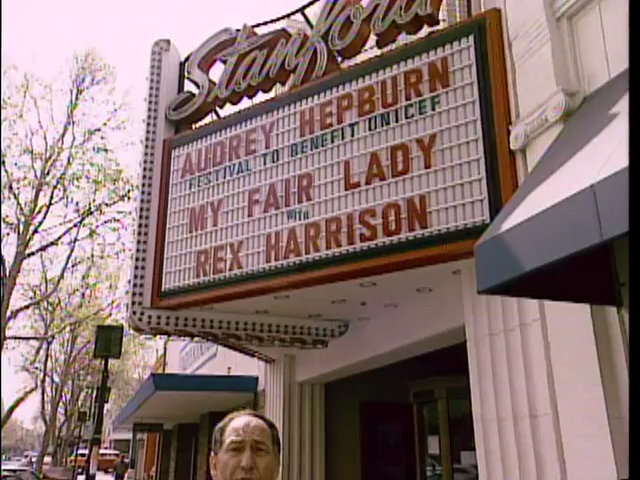 Stanford
AUDREY HEPBURN
FESTIVAL TO BENEFIT UNICEF
MY FAIR LADY
WITH
REX HARRISON